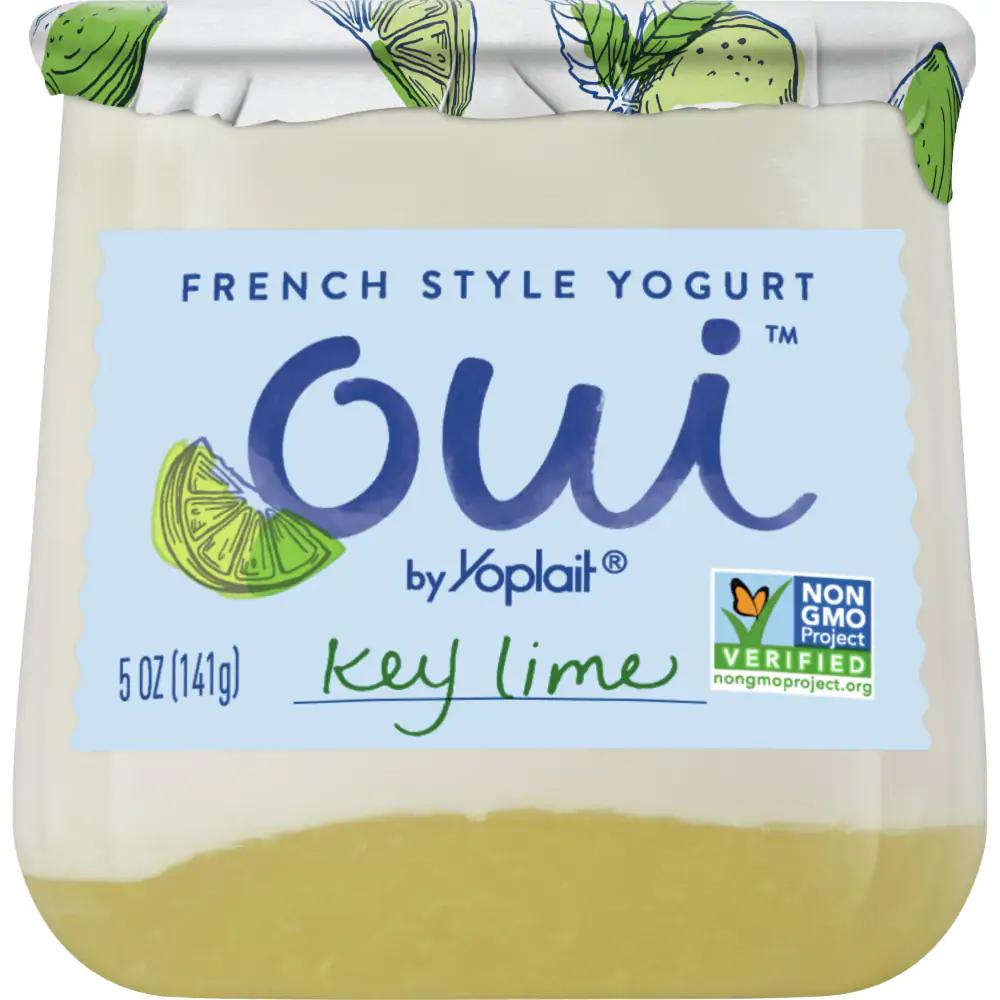 FRENCH STYLE YOGURT
oui™
by Yoplait®
key lime
5 OZ (141g)
NON
GMO
Project
VERIFIED
nongmoproject.org